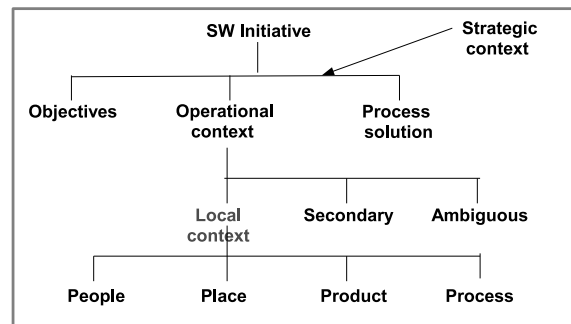 SW Initiative
Strategic
context
Objectives
Operational
context
Process
solution
Local
context
Secondary
Ambiguous
People
Place
Product
Process